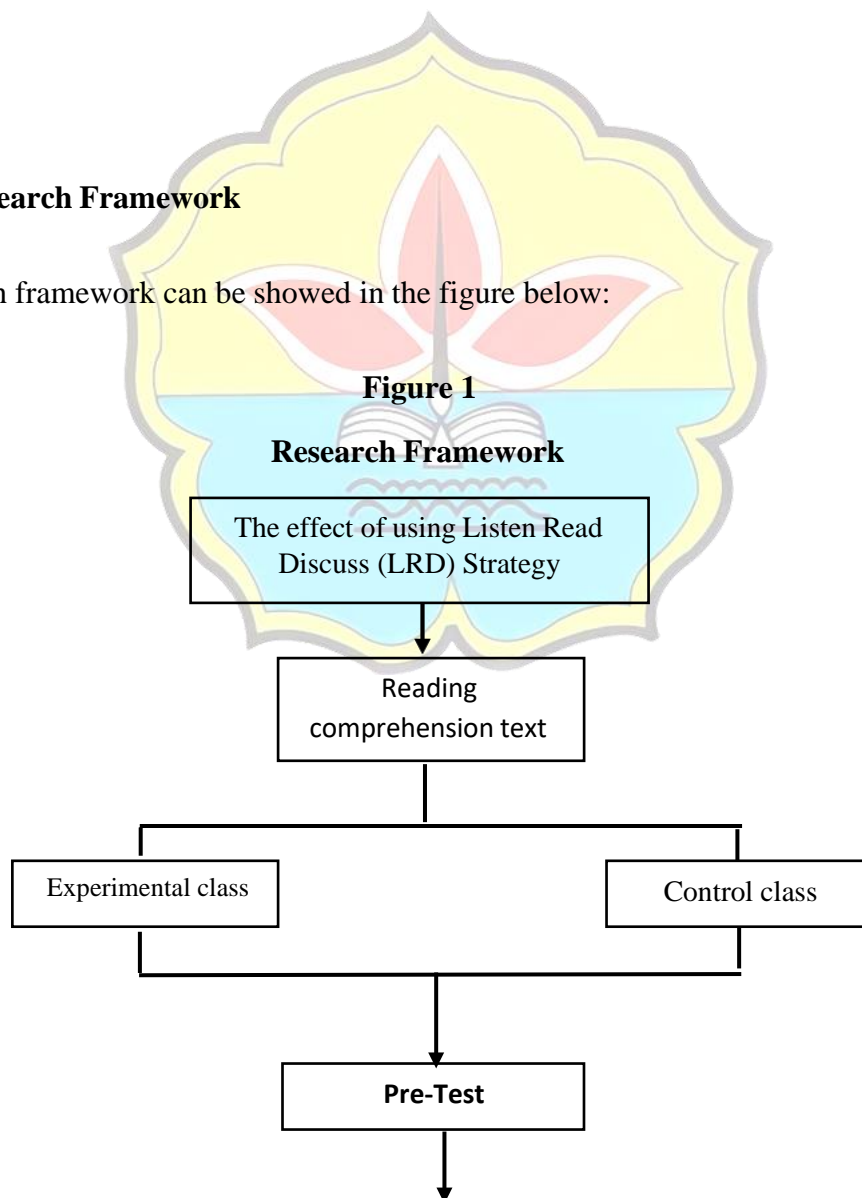 earch Framework
n framework can be showed in the figure below:
Figure 1
Research Framework
The effect of using Listen Read
Discuss (LRD) Strategy
Reading
comprehension text
Experimental class
Control class
Pre-Test